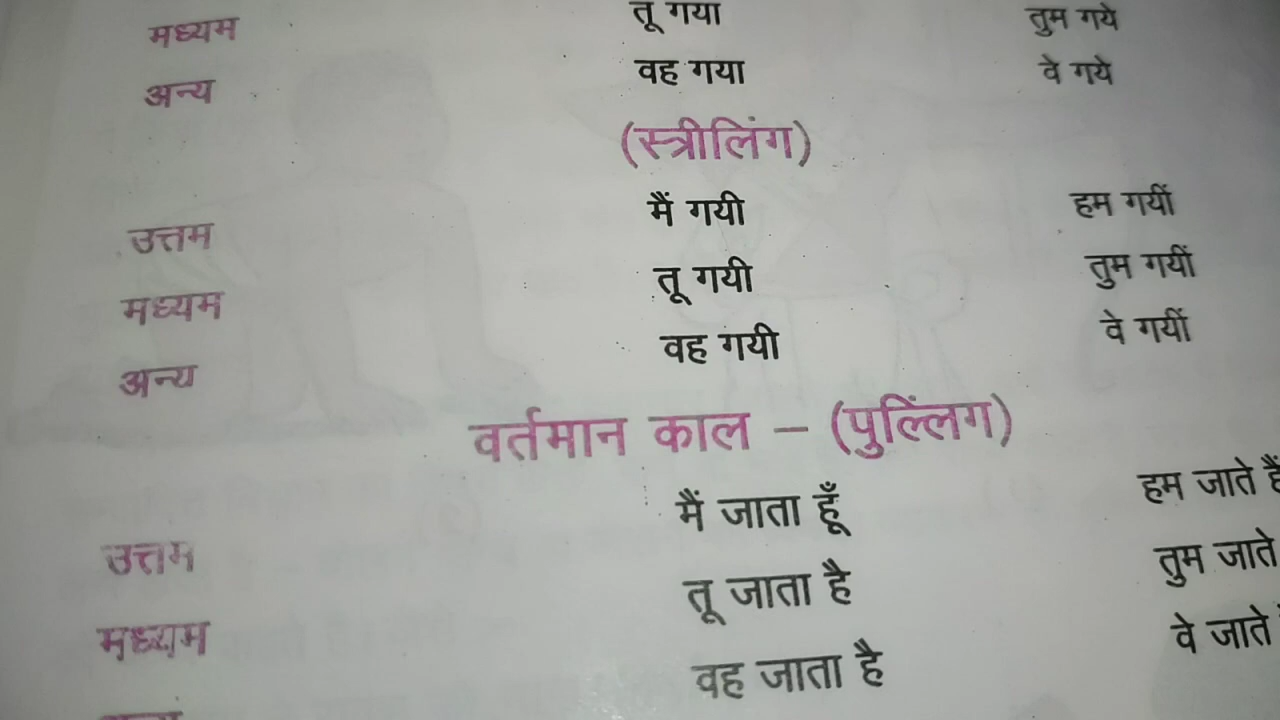 मध्यम तू गया तुम गये
अन्य वह गया वे गये
(स्त्रीलिंग)
उत्तम मैं गयी हम गयीं
मध्यम तू गयी तुम गयीं
अन्य वह गयी वे गयीं
वर्तमान काल – (पुल्लिंग)
उत्तम मैं जाता हूँ हम जाते हैं
मध्यम तू जाता है तुम जाते
वह जाता है वे जाते